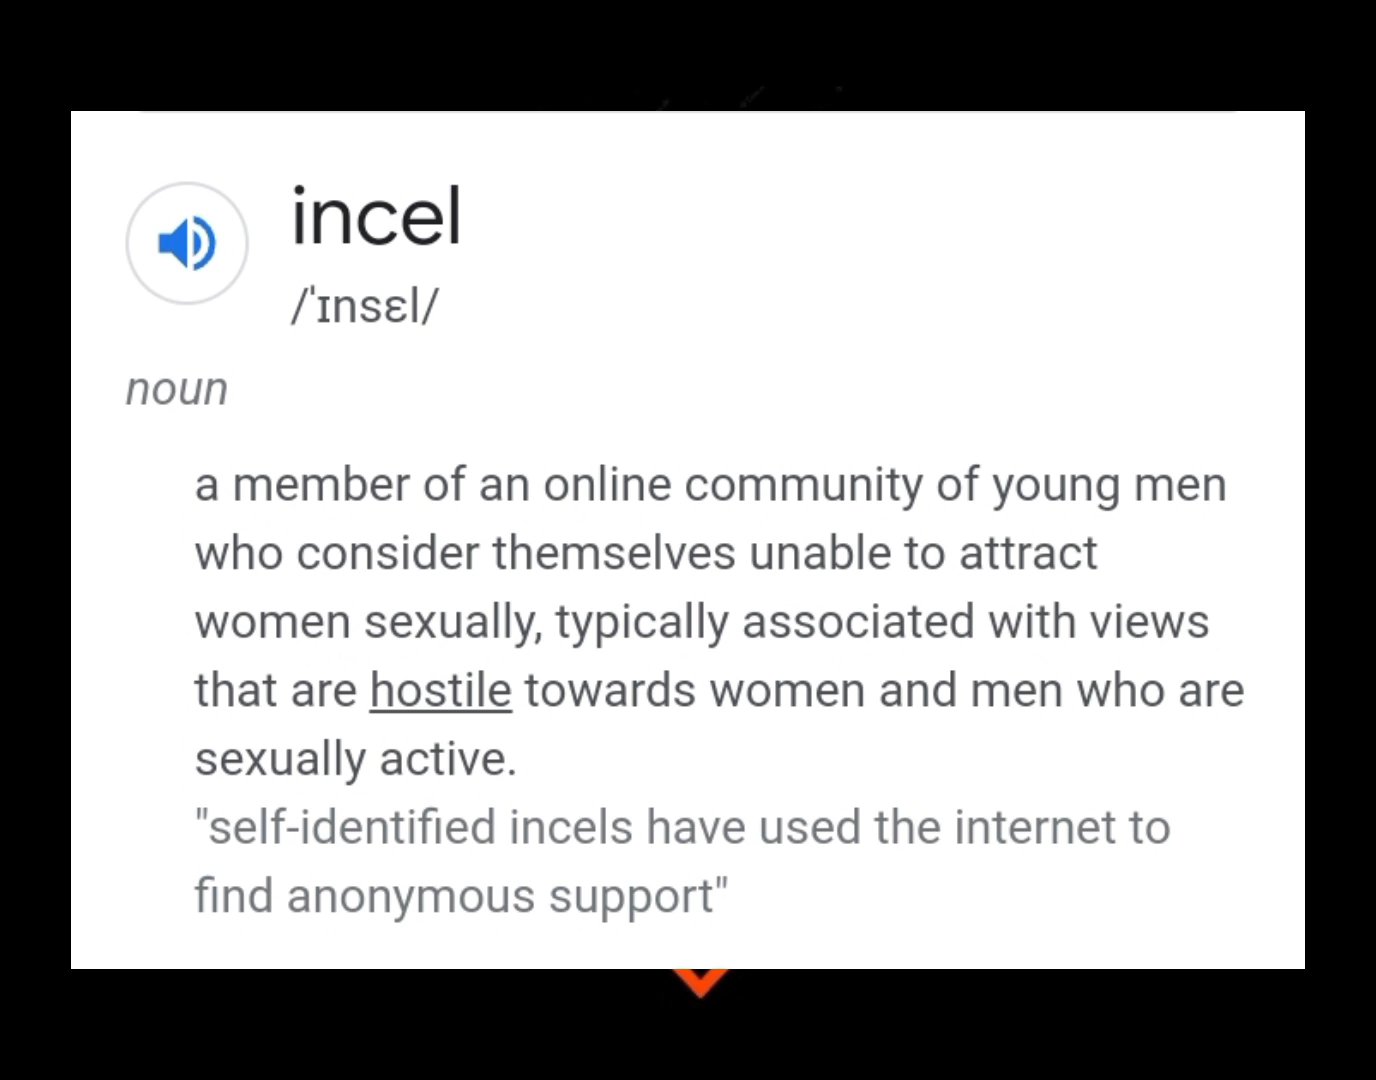 incel
/ˈɪnsɛl/
noun
a member of an online community of young men
who consider themselves unable to attract
women sexually, typically associated with views
that are hostile towards women and men who are
sexually active.
"self-identified incels have used the internet to
find anonymous support"